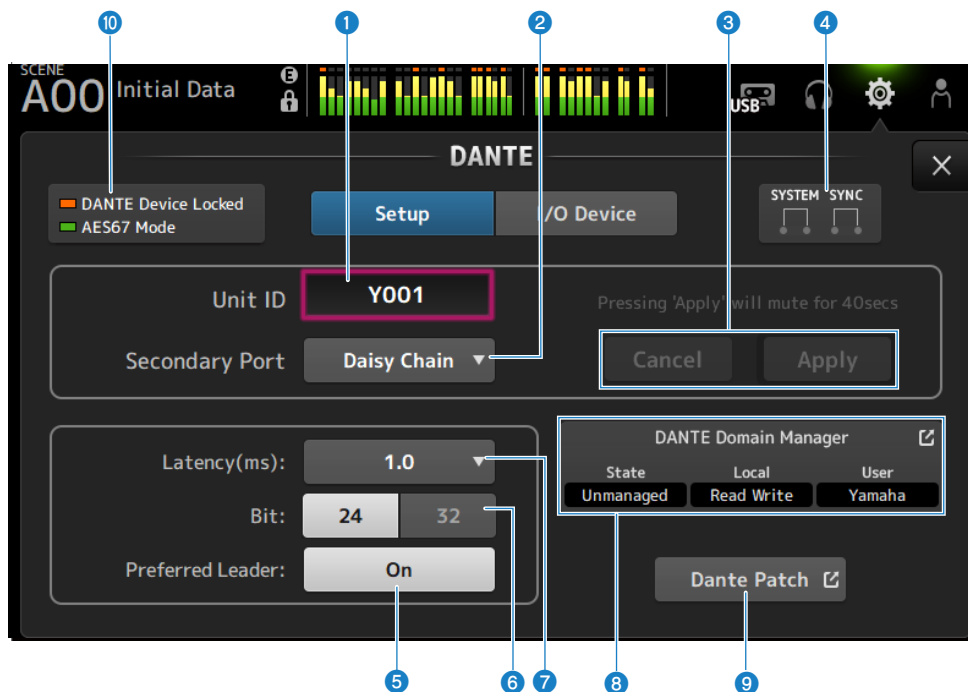 10 1 2 3 4
SCENE
A00 Initial Data E USB
DANTE
DANTE Device Locked
AES67 Mode
Setup I/O Device
SYSTEM SYNC
Unit ID Y001
Pressing 'Apply' will mute for 40secs
Secondary Port Daisy Chain
Cancel Apply
Latency(ms): 1.0
Bit: 24 32
Preferred Leader: On
DANTE Domain Manager
State Local User
Unmanaged Read Write Yamaha
Dante Patch
5 6 7 8 9